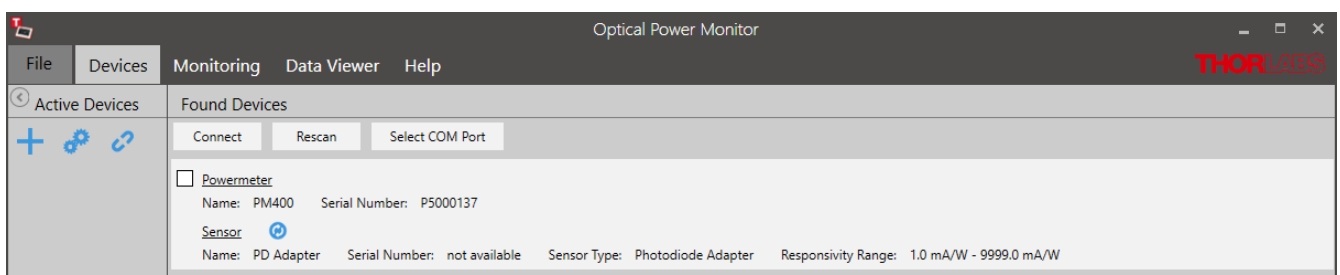 Optical Power Monitor
File Devices Monitoring Data Viewer Help THORLABS
Active Devices Found Devices
Connect Rescan Select COM Port
Powermeter
Name: PM400 Serial Number: P5000137
Sensor
Name: PD Adapter Serial Number: not available Sensor Type: Photodiode Adapter Responsivity Range: 1.0 mA/W - 9999.0 mA/W